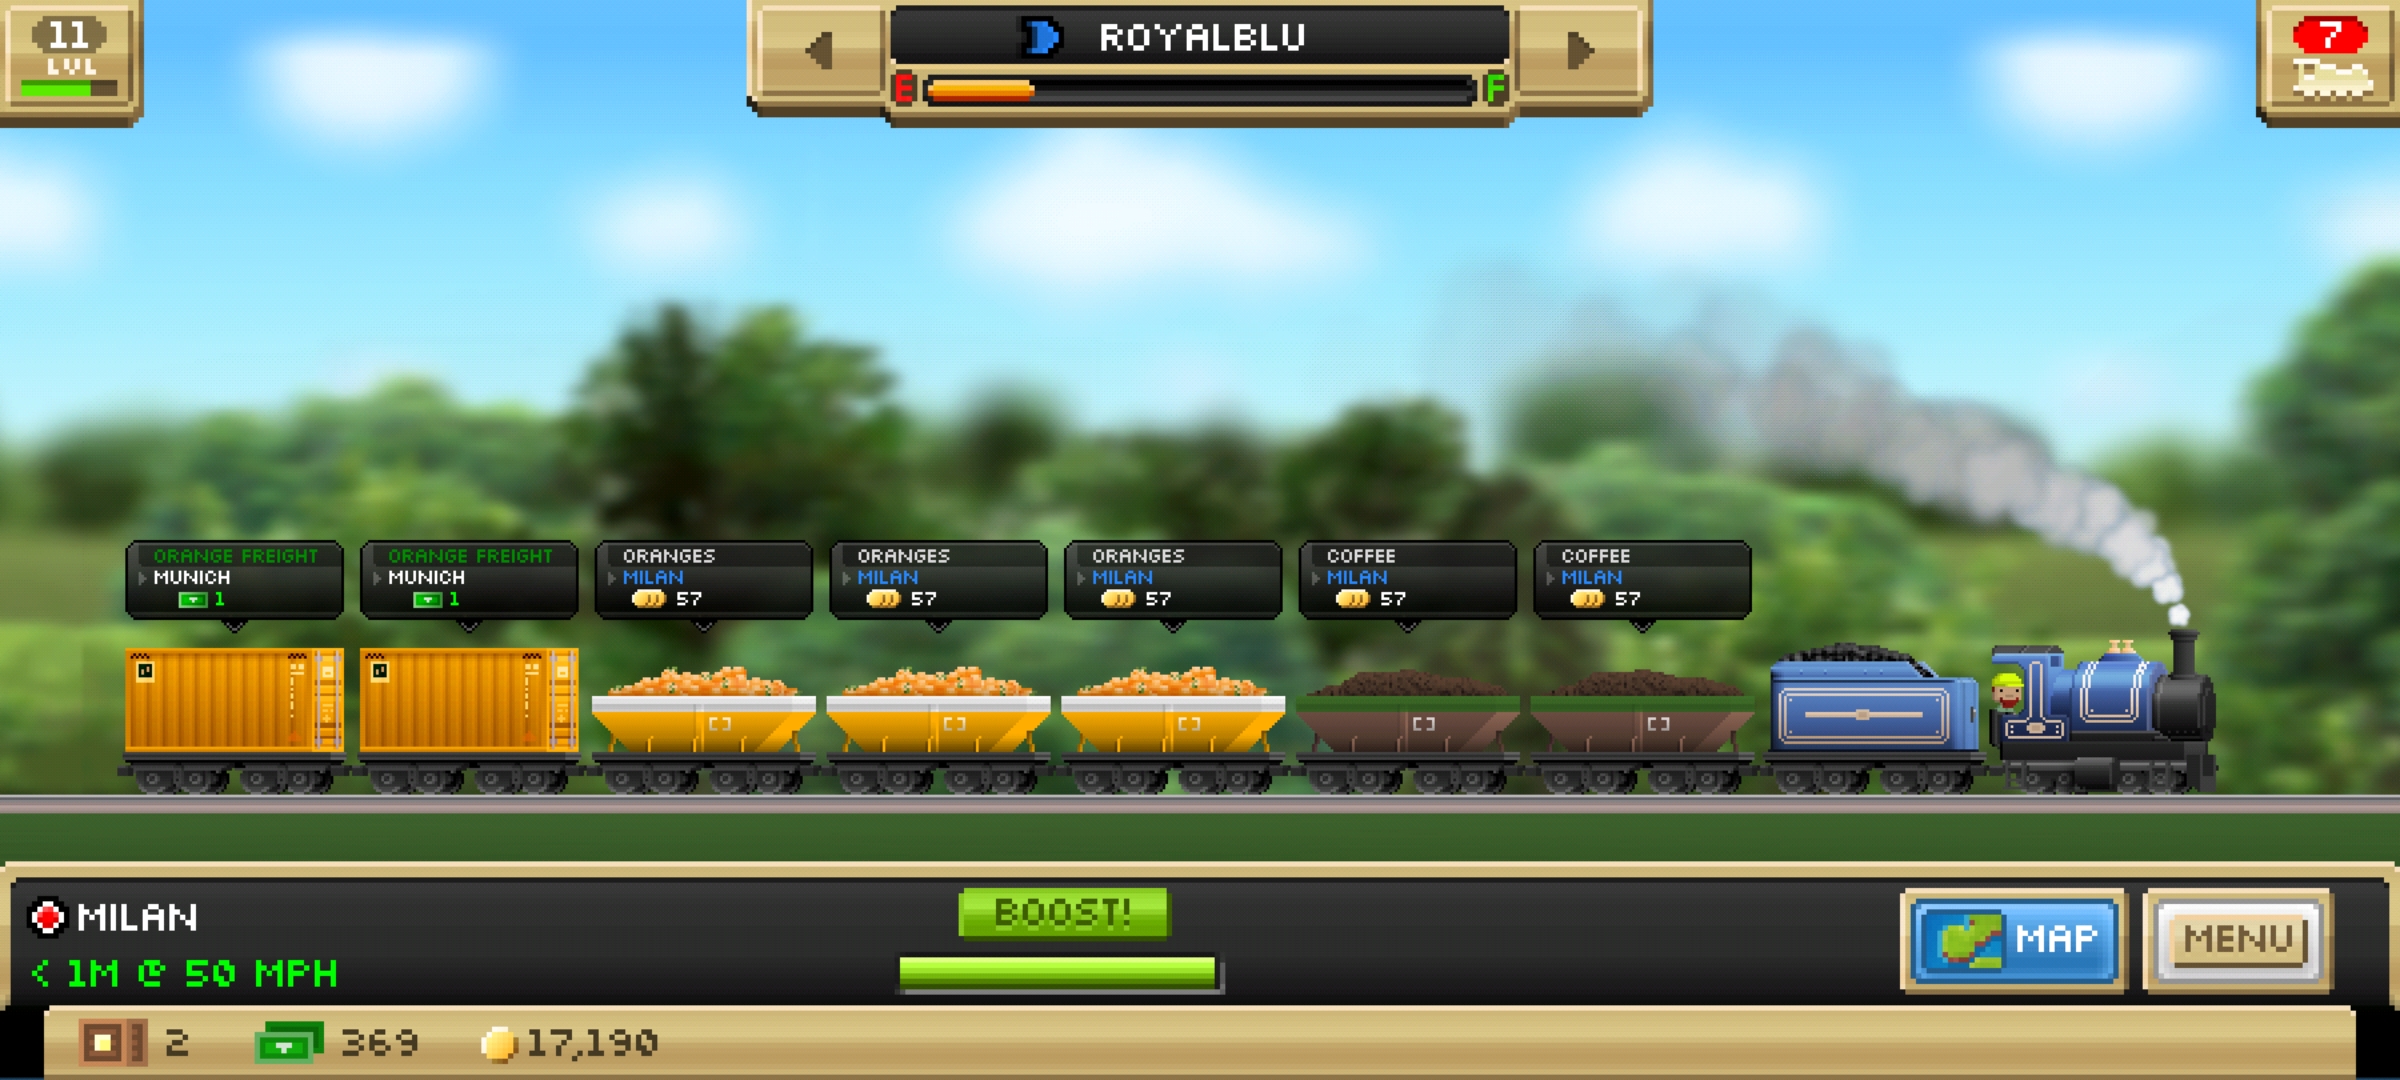 11
LVL
ROYALBLU
E
F
7
ORANGE FREIGHT
MUNICH
1
ORANGE FREIGHT
MUNICH
1
ORANGES
MILAN
57
ORANGES
MILAN
57
ORANGES
MILAN
57
COFFEE
MILAN
57
COFFEE
MILAN
57
MILAN
< 1M @ 50 MPH
BOOST!
MAP
MENU
2
369
17,190